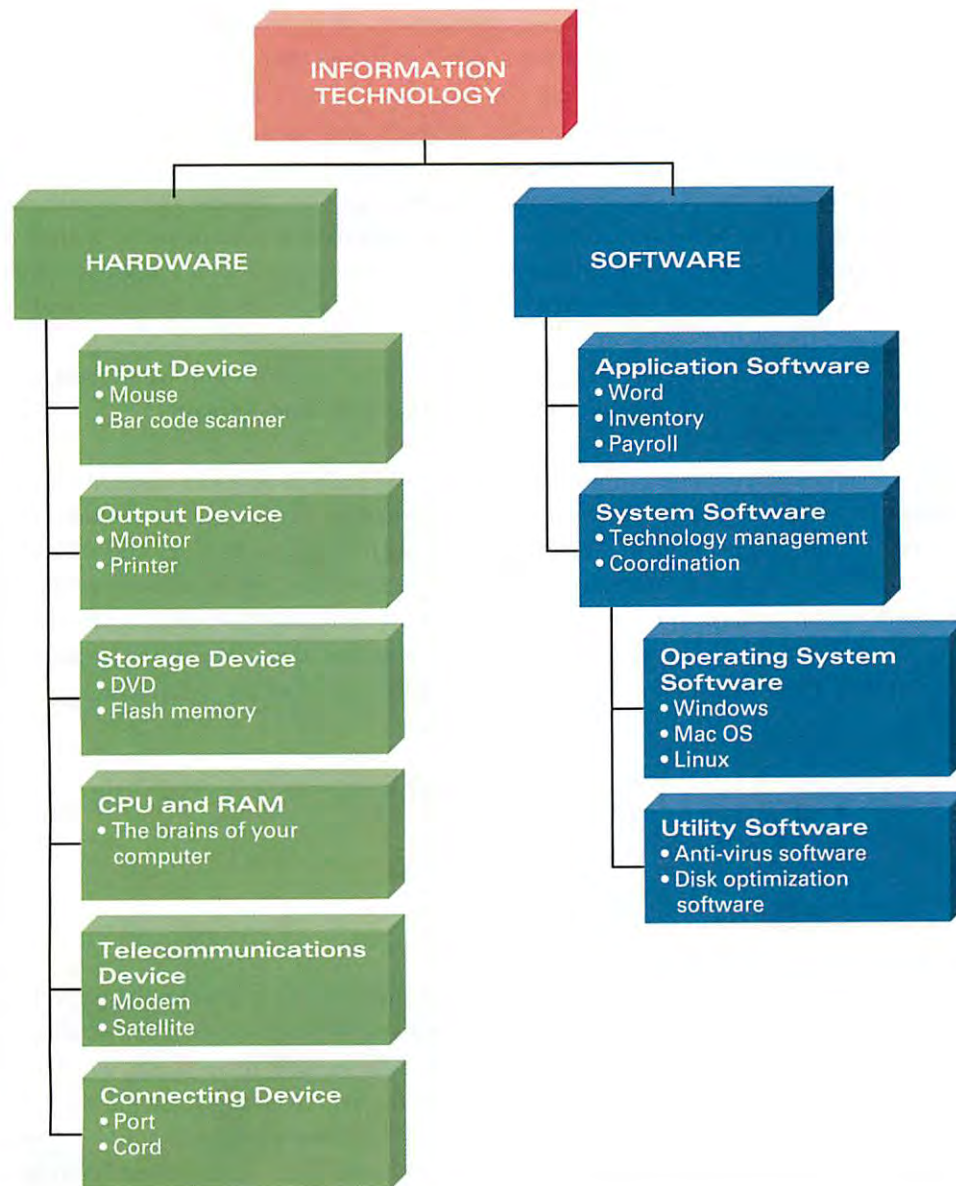 INFORMATION
TECHNOLOGY
HARDWARE
Input Device
• Mouse
• Bar code scanner
Output Device
• Monitor
• Printer
Storage Device
• DVD
• Flash memory
CPU and RAM
• The brains of your
computer
Telecommunications
Device
• Modem
• Satellite
Connecting Device
• Port
• Cord
SOFTWARE
Application Software
• Word
• Inventory
• Payroll
System Software
• Technology management
• Coordination
Operating System
Software
• Windows
• Mac OS
• Linux
Utility Software
• Anti-virus software
• Disk optimization
software